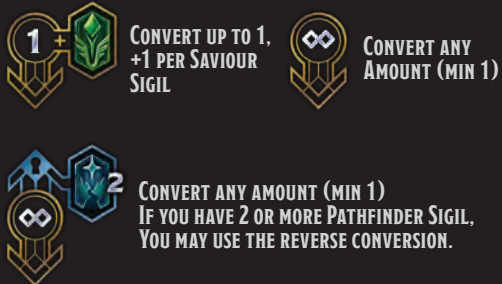 1 +
Convert up to 1,
+1 per Saviour
Sigil
Convert any
Amount (min 1)
2
Convert any amount (min 1)
If you have 2 or more Pathfinder Sigil,
You may use the reverse conversion.